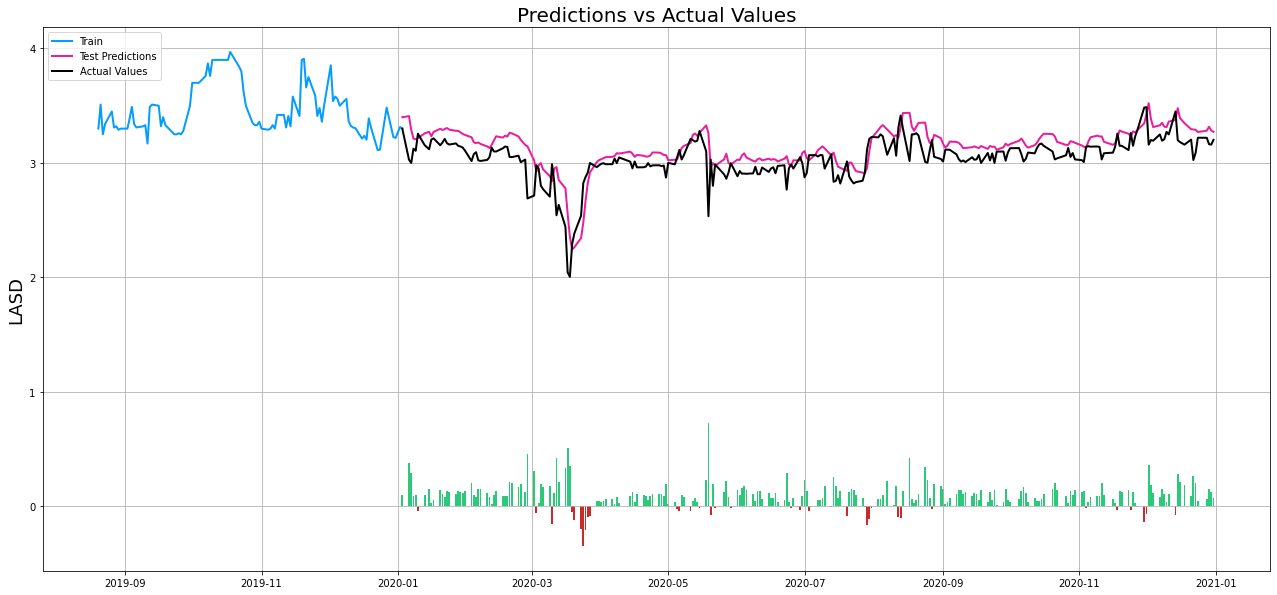 Predictions vs Actual Values
Train
Test Predictions
Actual Values
LASD
4
3
2
1
0
2019-09
2019-11
2020-01
2020-03
2020-05
2020-07
2020-09
2020-11
2021-01